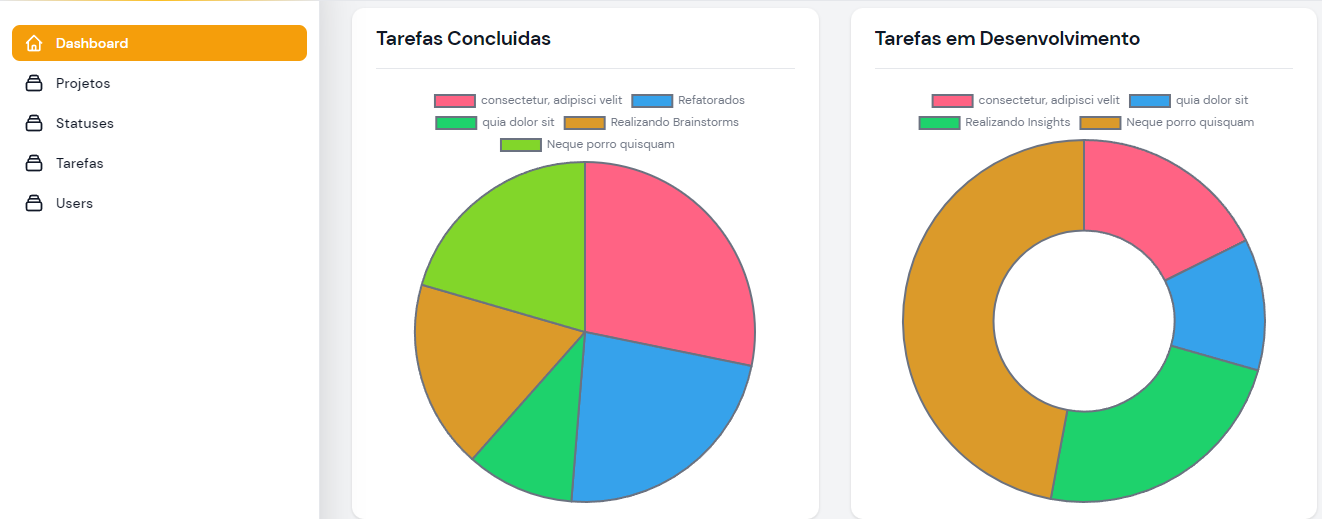 Dashboard
Projetos
Statuses
Tarefas
Users
Tarefas Concluidas
consectetur, adipisci velit Refatorados
quia dolor sit Realizando Brainstorms
Neque porro quisquam
Tarefas em Desenvolvimento
consectetur, adipisci velit quia dolor sit
Realizando Insights Neque porro quisquam